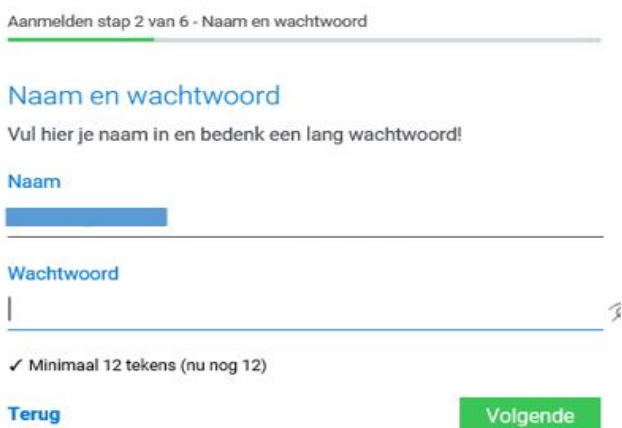 Aanmelden stap 2 van 6 - Naam en wachtwoord
Naam en wachtwoord
Vul hier je naam in en bedenk een lang wachtwoord!
Naam
Wachtwoord
✓ Minimaal 12 tekens (nu nog 12)
Terug
Volgende